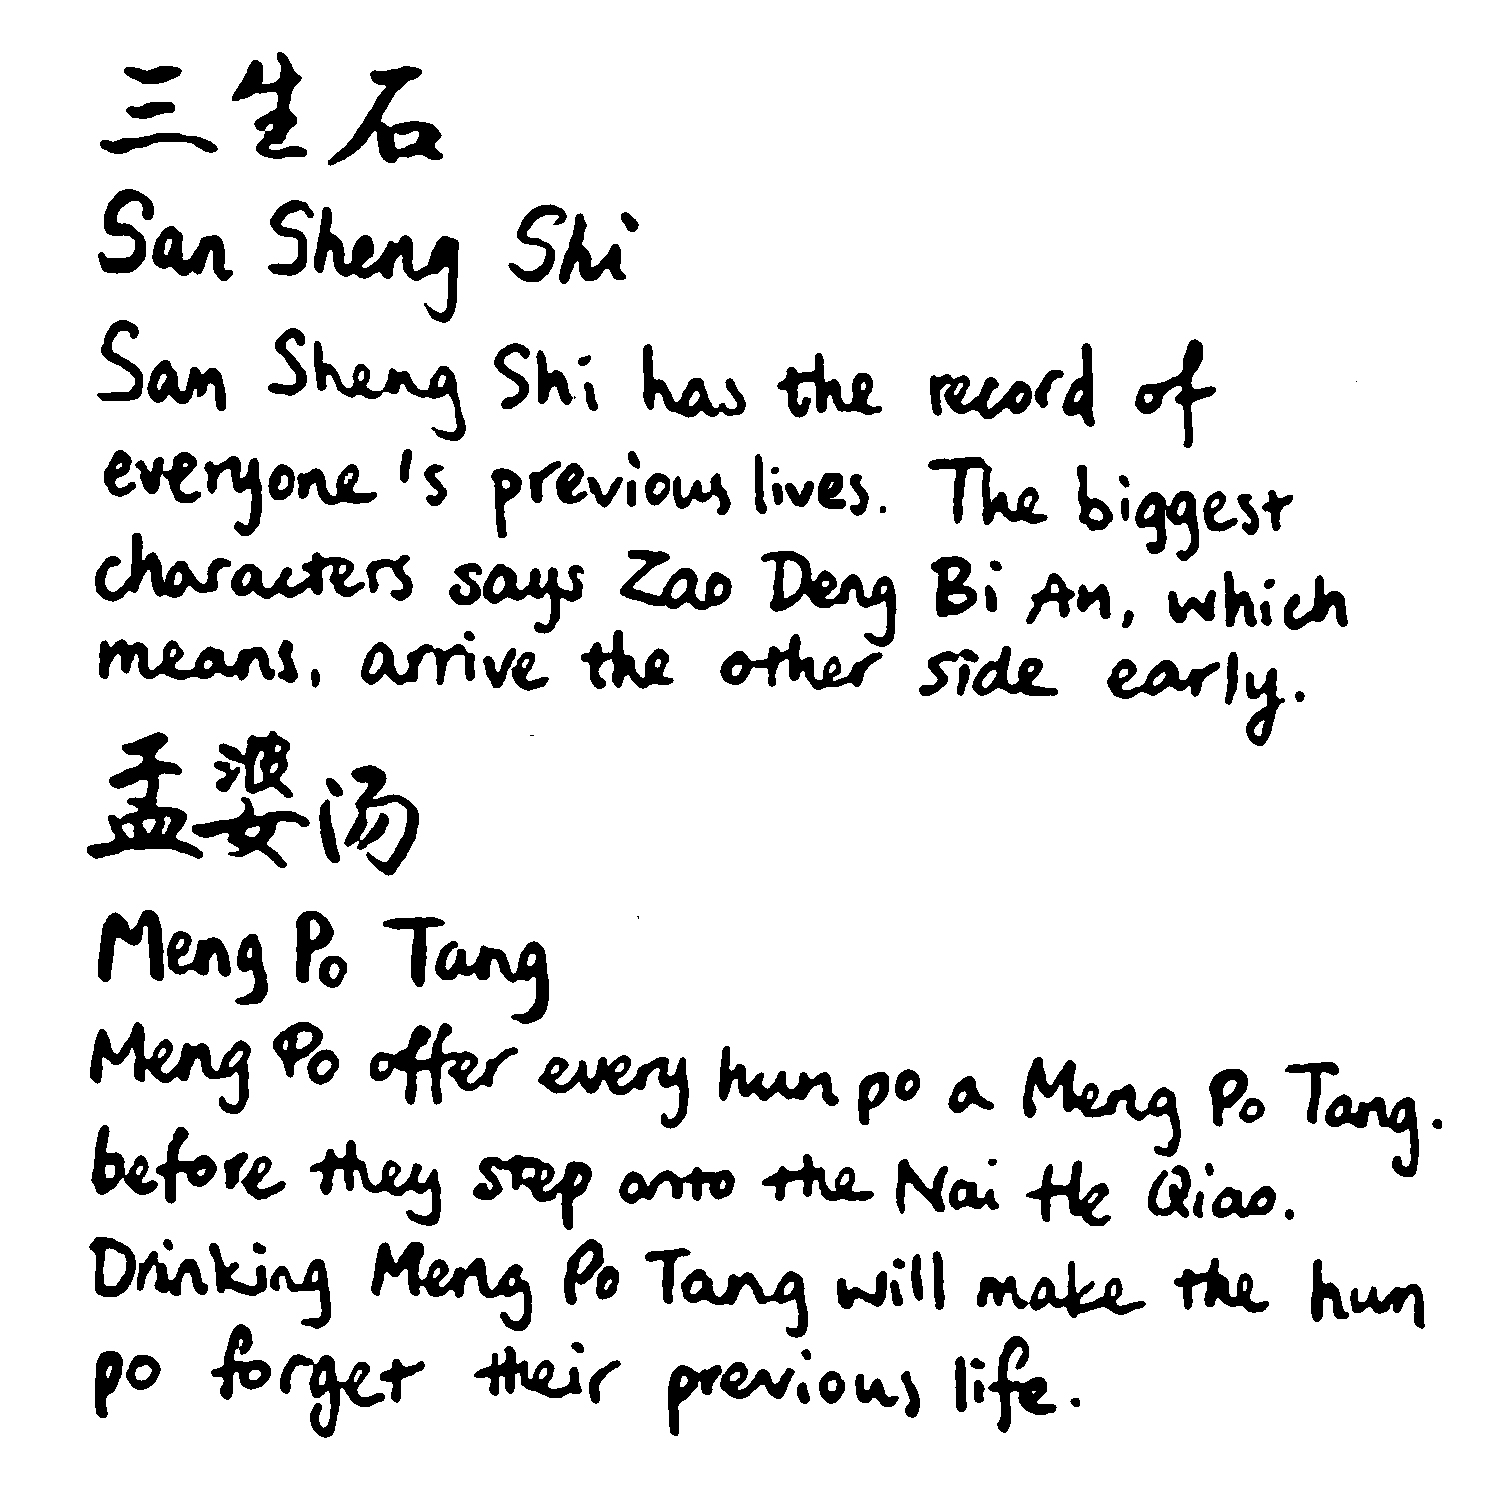 三生石
San Sheng Shi
San Sheng Shi has the record of
everyone's previous lives. The biggest
characters says Zao Deng Bi An, which
means, arrive the other side early.
孟婆汤
Meng Po Tang
Meng Po offer every hun po a Meng Po Tang.
before they step onto the Nai He Qiao.
Drinking Meng Po Tang will make the hun
po forget their previous life.